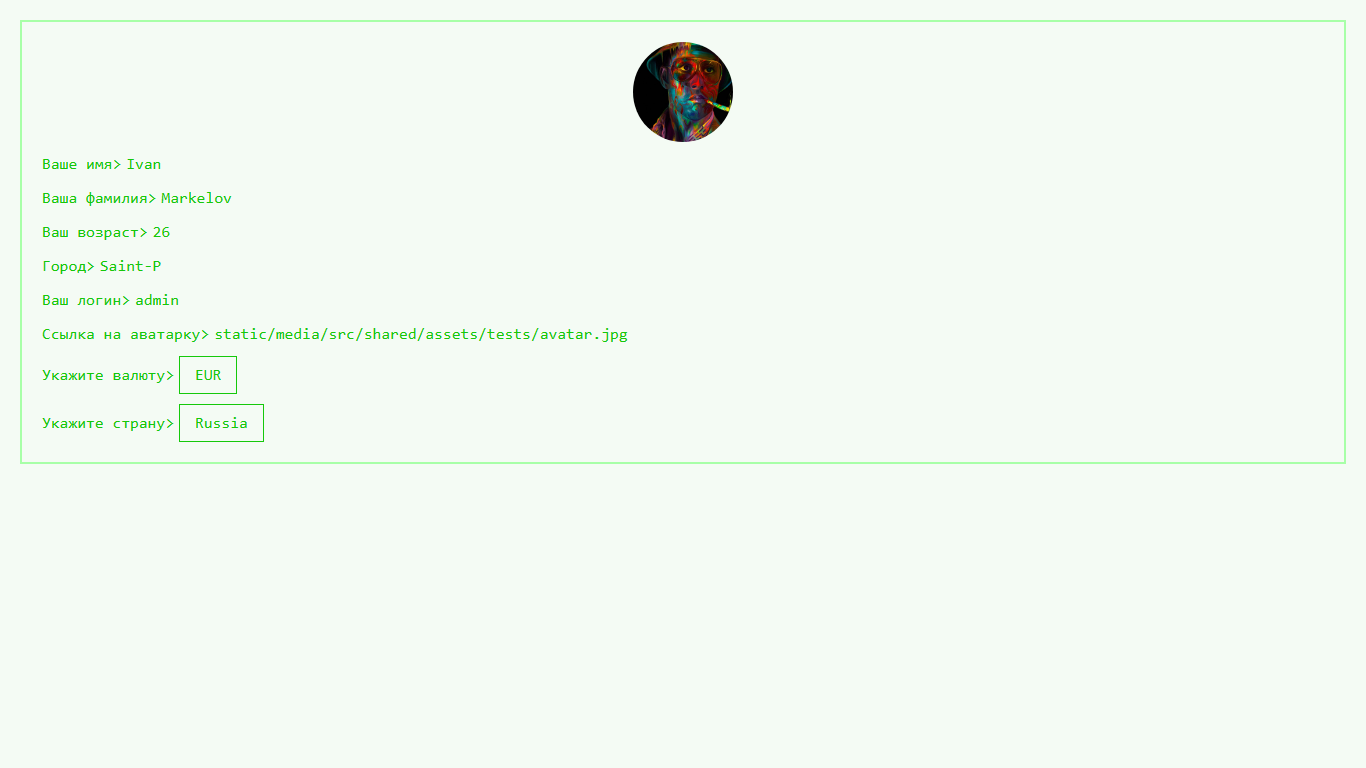 Ваше имя> Ivan
Ваша фамилия> Markelov
Ваш возраст> 26
Город> Saint-P
Ваш логин> admin
Ссылка на аватарку> static/media/src/shared/assets/tests/avatar.jpg
Укажите валюту> EUR
Укажите страну> Russia